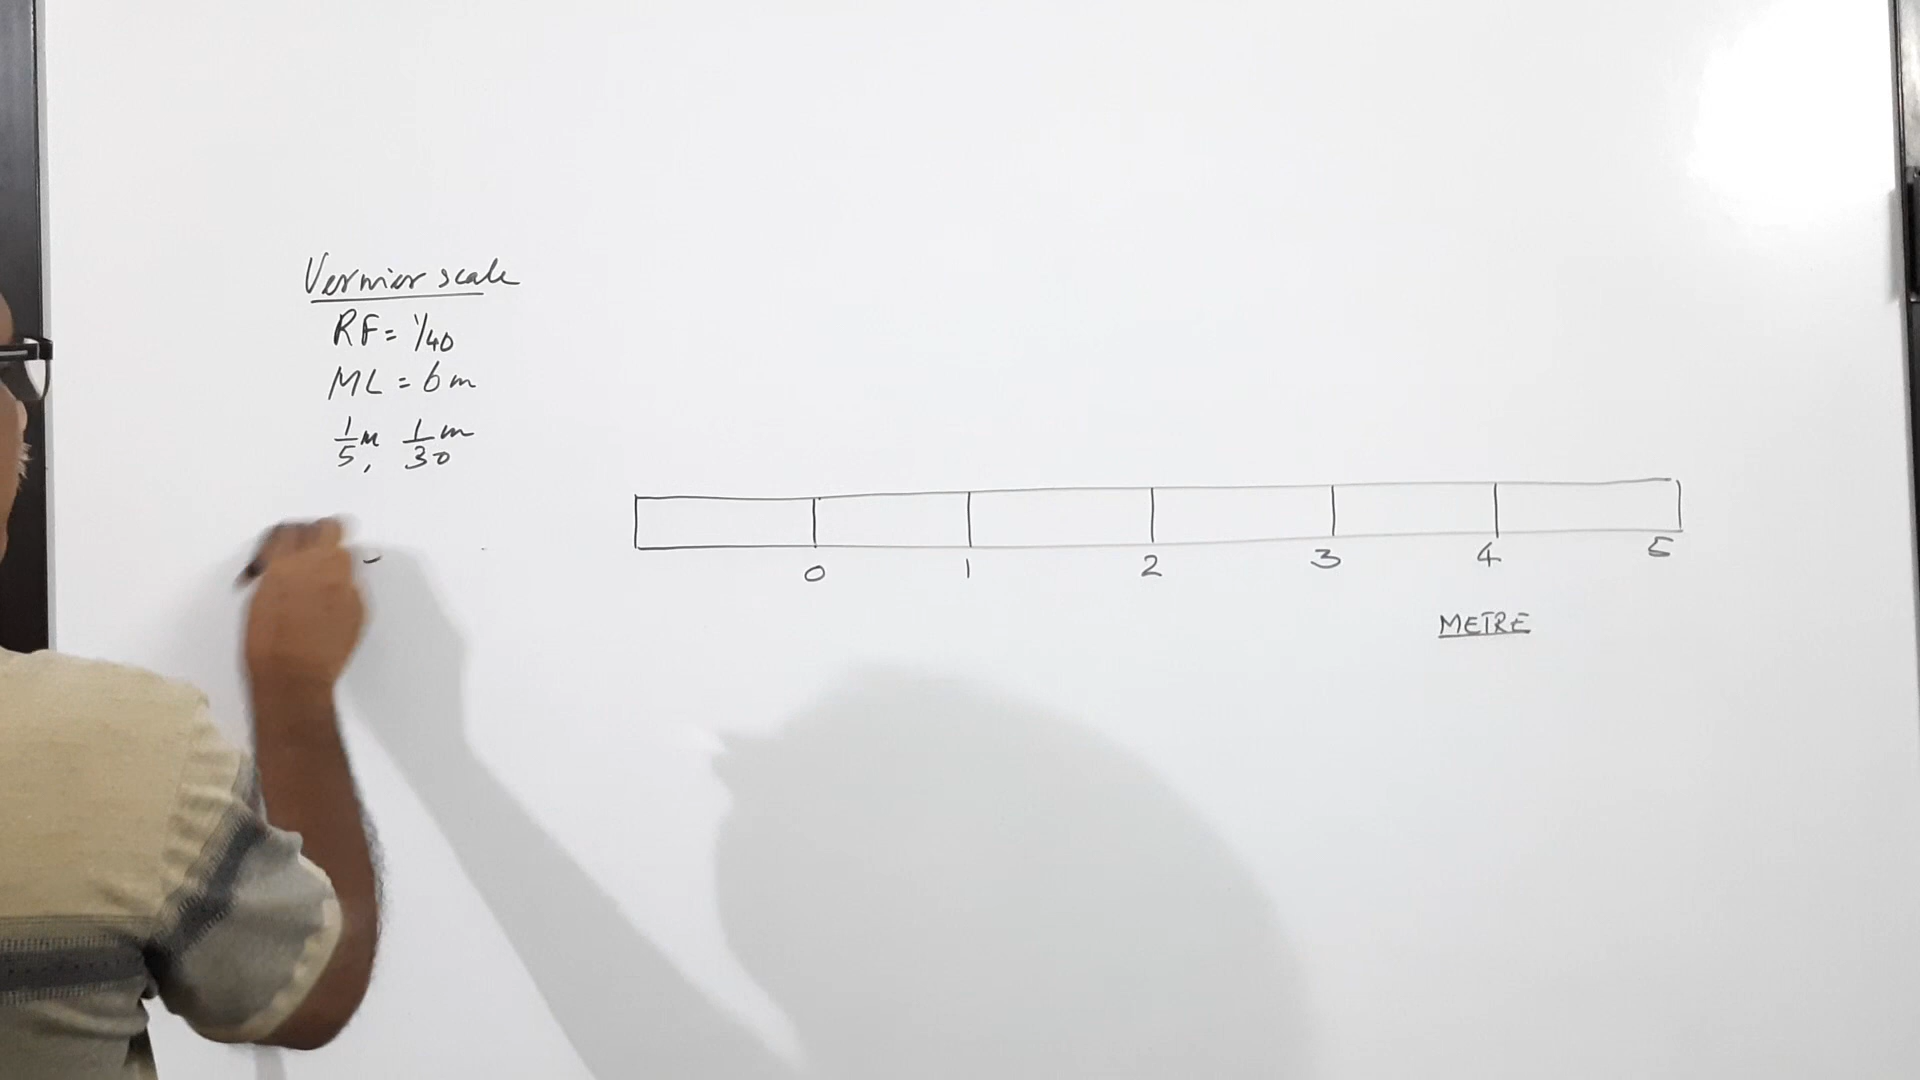 Vernier scale
RF = 1/40
ML = 6m
1/5 m, 1/30 m
0 1 2 3 4 5
METRE